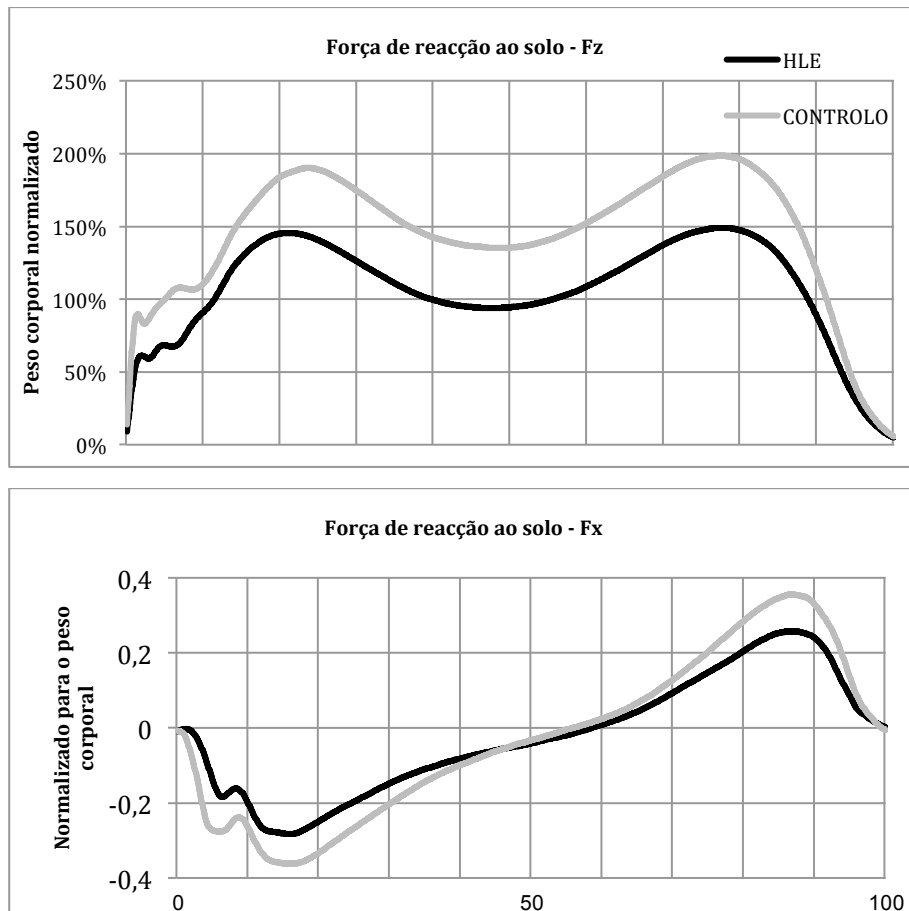 Força de reacção ao solo - Fz
HLE
CONTROLO
Peso corporal normalizado
250%
200%
150%
100%
50%
0%
Força de reacção ao solo - Fx
Normalizado para o peso
corporal
0,4
0,2
0
-0,2
-0,4
0
50
100